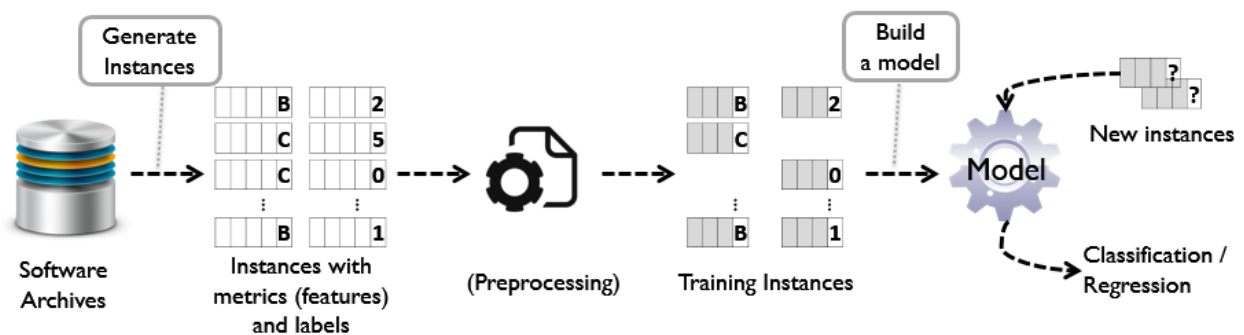 Generate
Instances
Build
a model
B 2
C 5
C 0
⋮ ⋮
B 1
B 2
C
0
⋮ ⋮
B 1
?
?
New instances
Model
Software
Archives
Instances with
metrics (features)
and labels
(Preprocessing)
Training Instances
Classification /
Regression